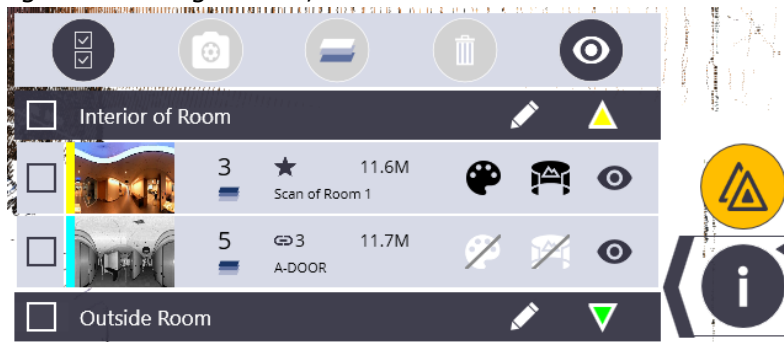 Interior of Room
3 11.6M
Scan of Room 1
5 3 11.7M
A-DOOR
Outside Room
i